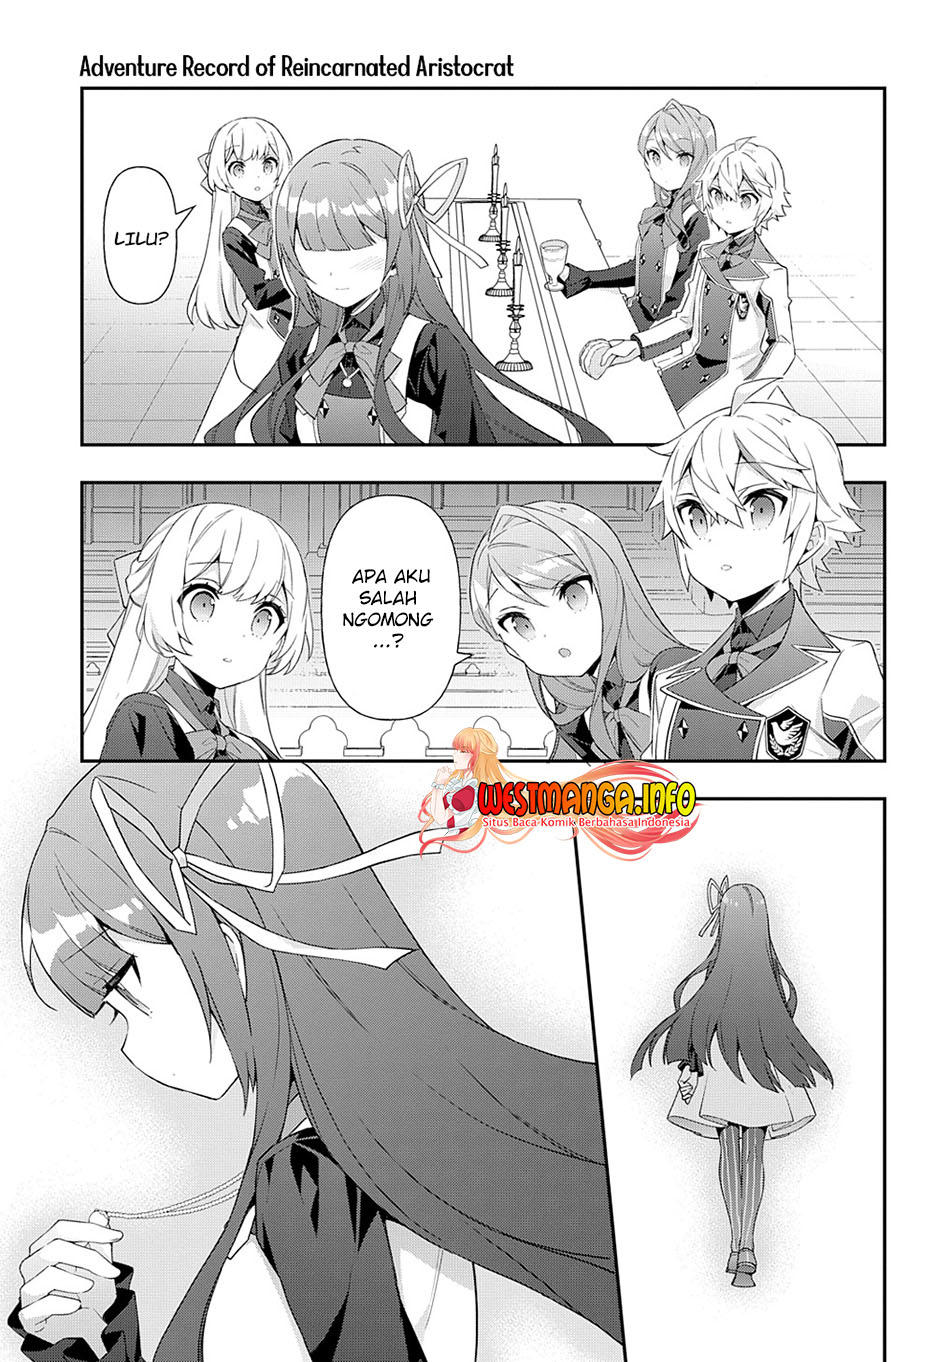 Adventure Record of Reincarnated Aristocrat
LILU?
APA AKU
SALAH
NGOMONG
...?
WESTMANGA.INFO
Situs Baca Komik Berbahasa Indonesia